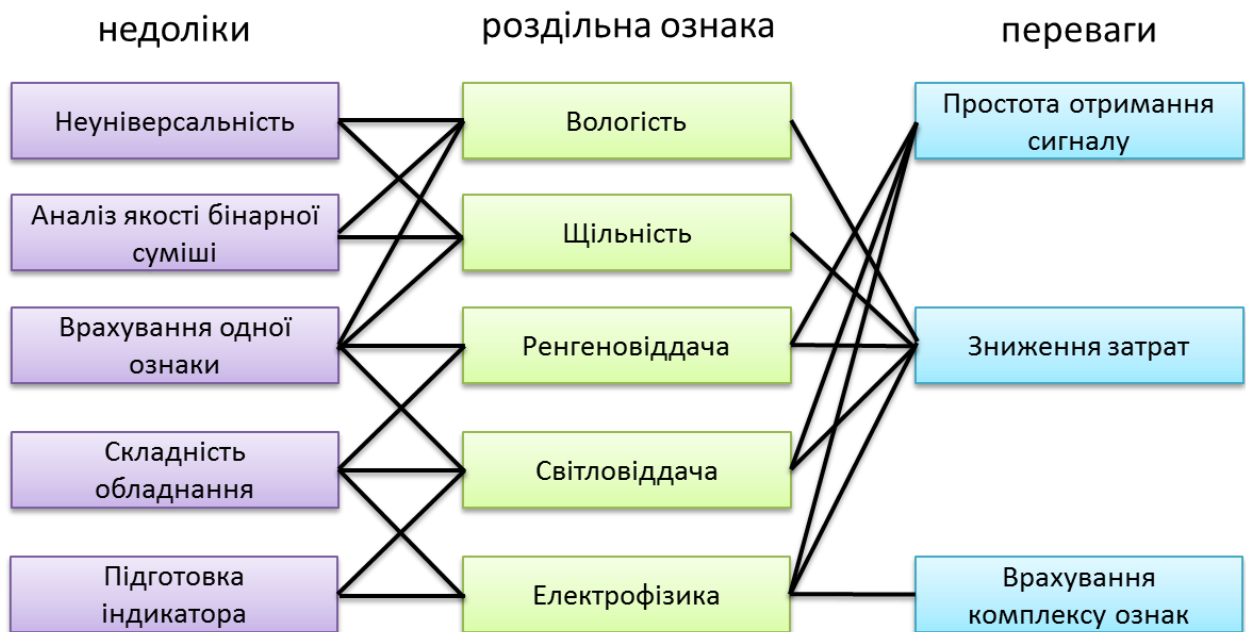 недоліки
роздільна ознака
переваги
Неуніверсальність
Вологість
Простота отримання
сигналу
Аналіз якості бінарної
суміші
Щільність
Врахування одної
ознаки
Ренгеновіддача
Зниження затрат
Складність
обладнання
Світловіддача
Підготовка
індикатора
Електрофізика
Врахування
комплексу ознак